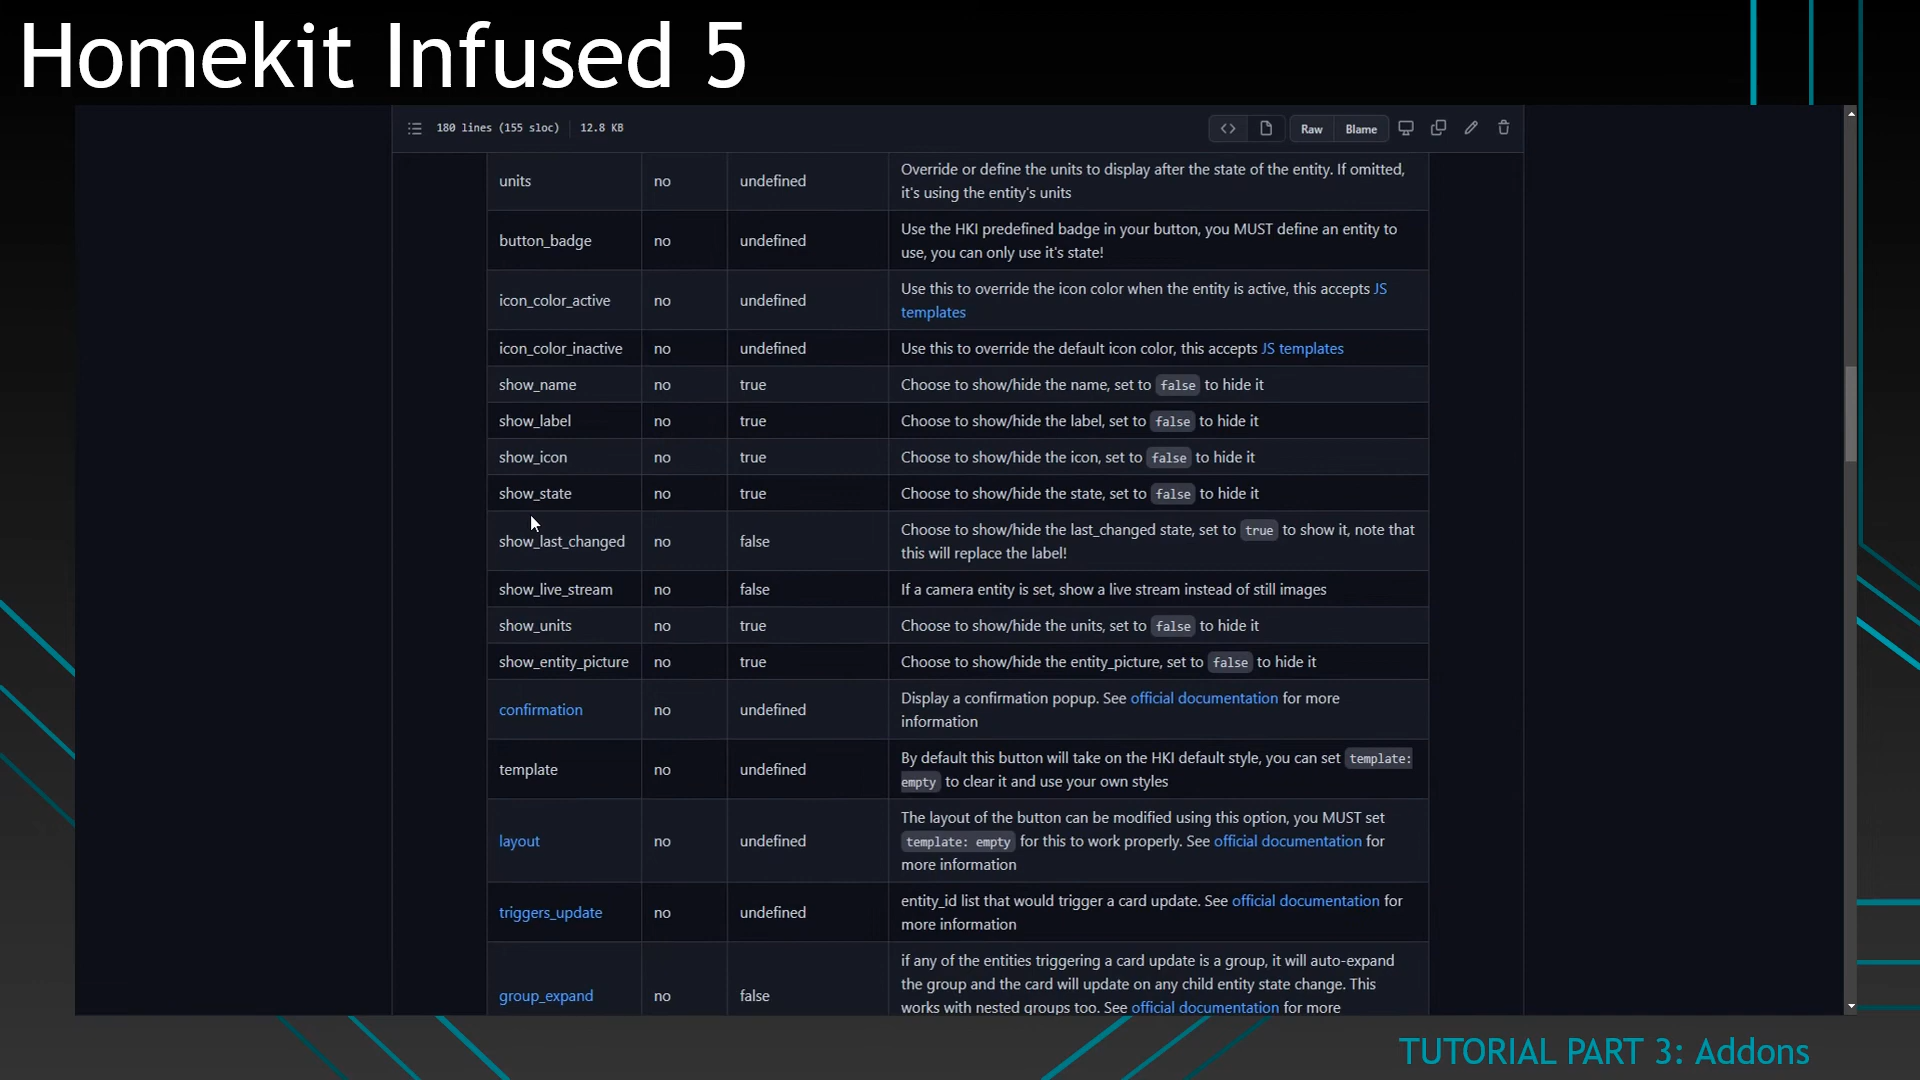 Homekit Infused 5
180 lines (155 sloc) 12.8 KB Raw Blame
units no undefined Override or define the units to display after the state of the entity. If omitted,
it's using the entity's units
button_badge no undefined Use the HKI predefined badge in your button, you MUST define an entity to
use, you can only use it's state!
icon_color_active no undefined Use this to override the icon color when the entity is active, this accepts JS
templates
icon_color_inactive no undefined Use this to override the default icon color, this accepts JS templates
show_name no true Choose to show/hide the name, set to false to hide it
show_label no true Choose to show/hide the label, set to false to hide it
show_icon no true Choose to show/hide the icon, set to false to hide it
show_state no true Choose to show/hide the state, set to false to hide it
show_last_changed no false Choose to show/hide the last_changed state, set to true to show it, note that
this will replace the label!
show_live_stream no false If a camera entity is set, show a live stream instead of still images
show_units no true Choose to show/hide the units, set to false to hide it
show_entity_picture no true Choose to show/hide the entity_picture, set to false to hide it
confirmation no undefined Display a confirmation popup. See official documentation for more
information
template no undefined By default this button will take on the HKI default style, you can set template:
empty to clear it and use your own styles
layout no undefined The layout of the button can be modified using this option, you MUST set
template: empty for this to work properly. See official documentation for
more information
triggers_update no undefined entity_id list that would trigger a card update. See official documentation for
more information
group_expand no false if any of the entities triggering a card update is a group, it will auto-expand
the group and the card will update on any child entity state change. This
works with nested groups too. See official documentation for more
TUTORIAL PART 3: Addons